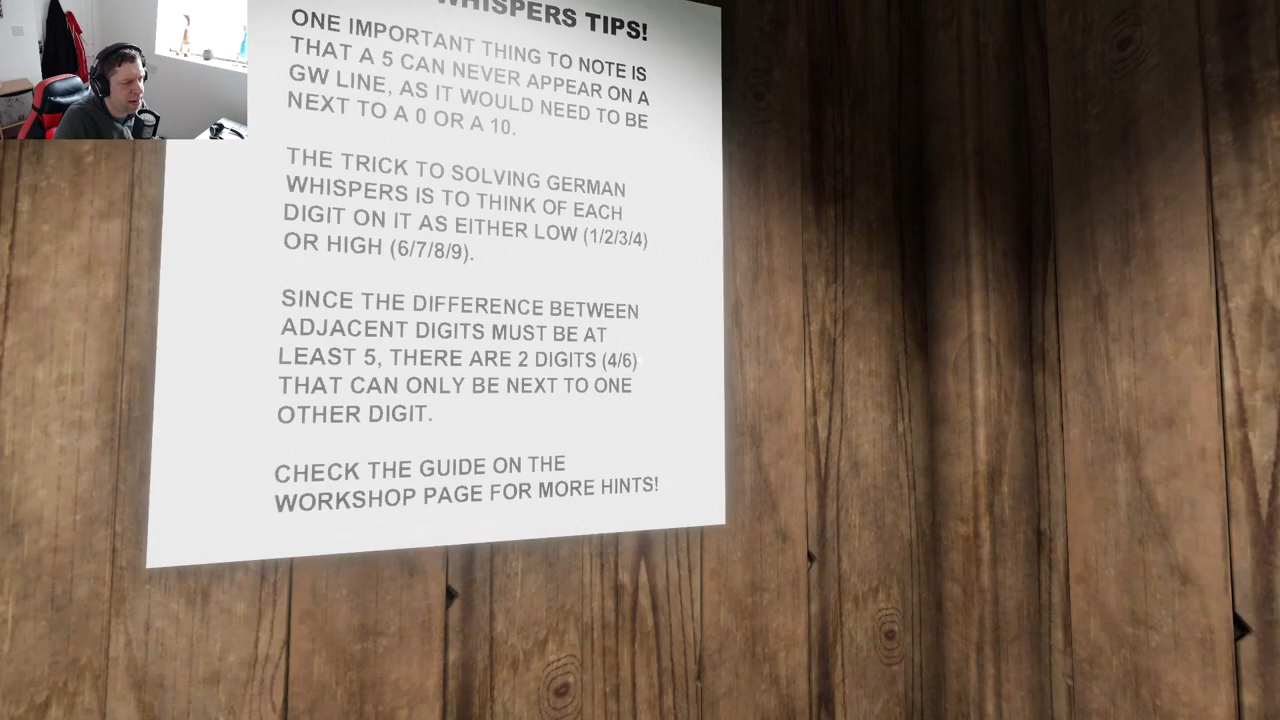 WHISPERS TIPS!
ONE IMPORTANT THING TO NOTE IS
THAT A 5 CAN NEVER APPEAR ON A
GW LINE, AS IT WOULD NEED TO BE
NEXT TO A 0 OR A 10.
THE TRICK TO SOLVING GERMAN
WHISPERS IS TO THINK OF EACH
DIGIT ON IT AS EITHER LOW (1/2/3/4)
OR HIGH (6/7/8/9).
SINCE THE DIFFERENCE BETWEEN
ADJACENT DIGITS MUST BE AT
LEAST 5, THERE ARE 2 DIGITS (4/6)
THAT CAN ONLY BE NEXT TO ONE
OTHER DIGIT.
CHECK THE GUIDE ON THE
WORKSHOP PAGE FOR MORE HINTS!